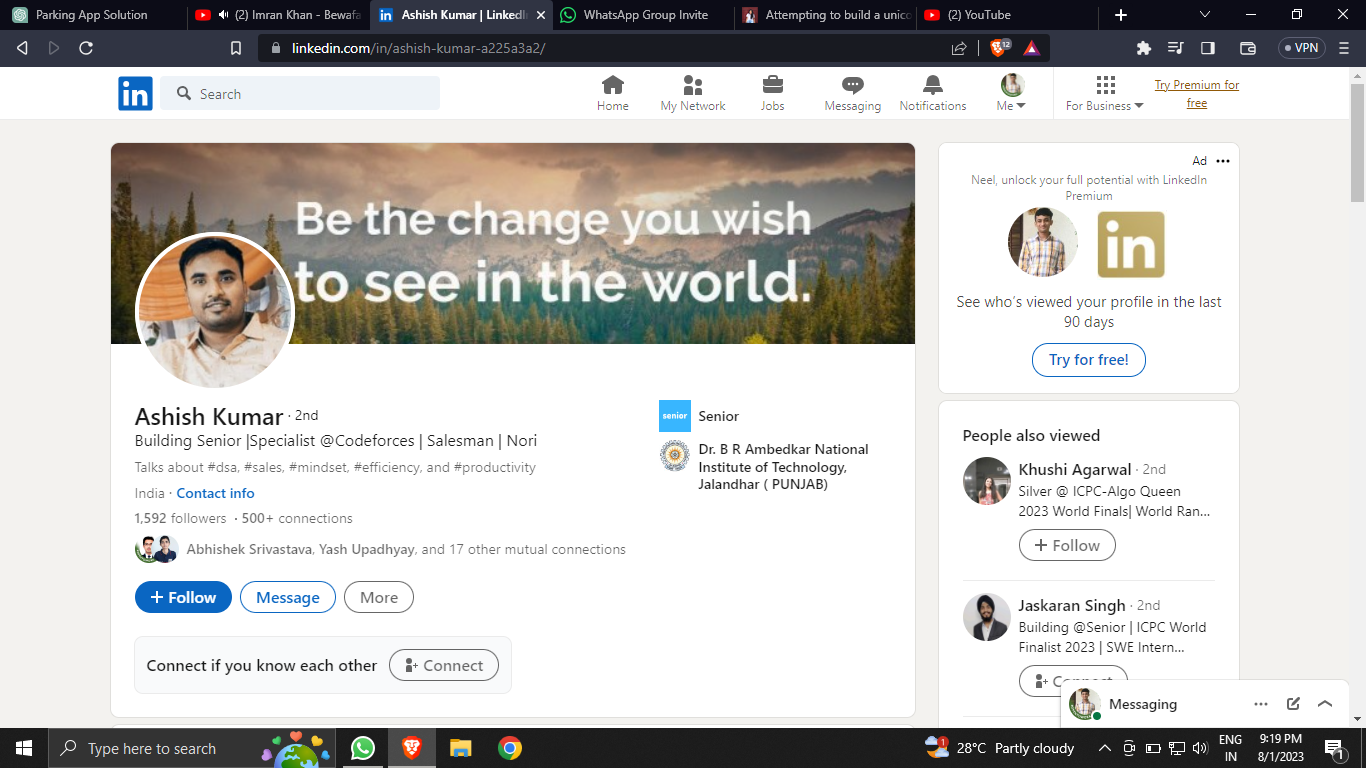 Parking App Solution
(2) Imran Khan - Bewafa
Ashish Kumar | LinkedIn
WhatsApp Group Invite
Attempting to build a unico
(2) YouTube
linkedin.com/in/ashish-kumar-a225a3a2/
12
VPN
in
Search
Home
My Network
Jobs
Messaging
Notifications
Me
For Business
Try Premium for
free
Be the change you wish
to see in the world.
Ashish Kumar · 2nd
Building Senior |Specialist @Codeforces | Salesman | Nori
Talks about #dsa, #sales, #mindset, #efficiency, and #productivity
India · Contact info
1,592 followers · 500+ connections
Abhishek Srivastava, Yash Upadhyay, and 17 other mutual connections
+ Follow
Message
More
Connect if you know each other
Connect
senior
Senior
Dr. B R Ambedkar National
Institute of Technology,
Jalandhar ( PUNJAB)
Ad
Neel, unlock your full potential with LinkedIn
Premium
in
See who's viewed your profile in the last
90 days
Try for free!
People also viewed
Khushi Agarwal · 2nd
Silver @ ICPC-Algo Queen
2023 World Finals| World Ran...
+ Follow
Jaskaran Singh · 2nd
Building @Senior | ICPC World
Finalist 2023 | SWE Intern...
Connect
Messaging
Type here to search
1
28°C Partly cloudy
ENG
IN
9:19 PM
8/1/2023
1